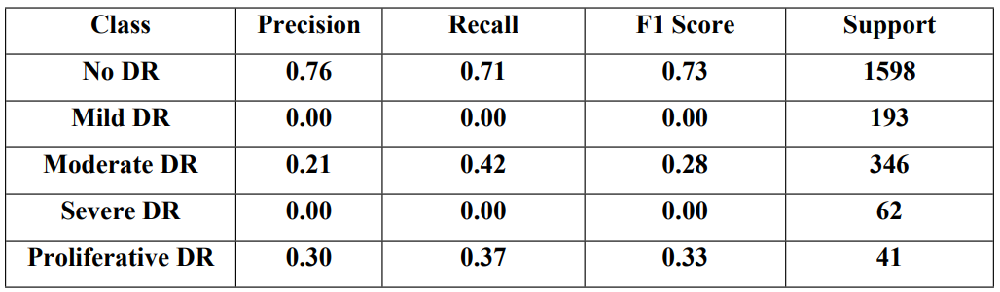 Class Precision Recall F1 Score Support
No DR 0.76 0.71 0.73 1598
Mild DR 0.00 0.00 0.00 193
Moderate DR 0.21 0.42 0.28 346
Severe DR 0.00 0.00 0.00 62
Proliferative DR 0.30 0.37 0.33 41